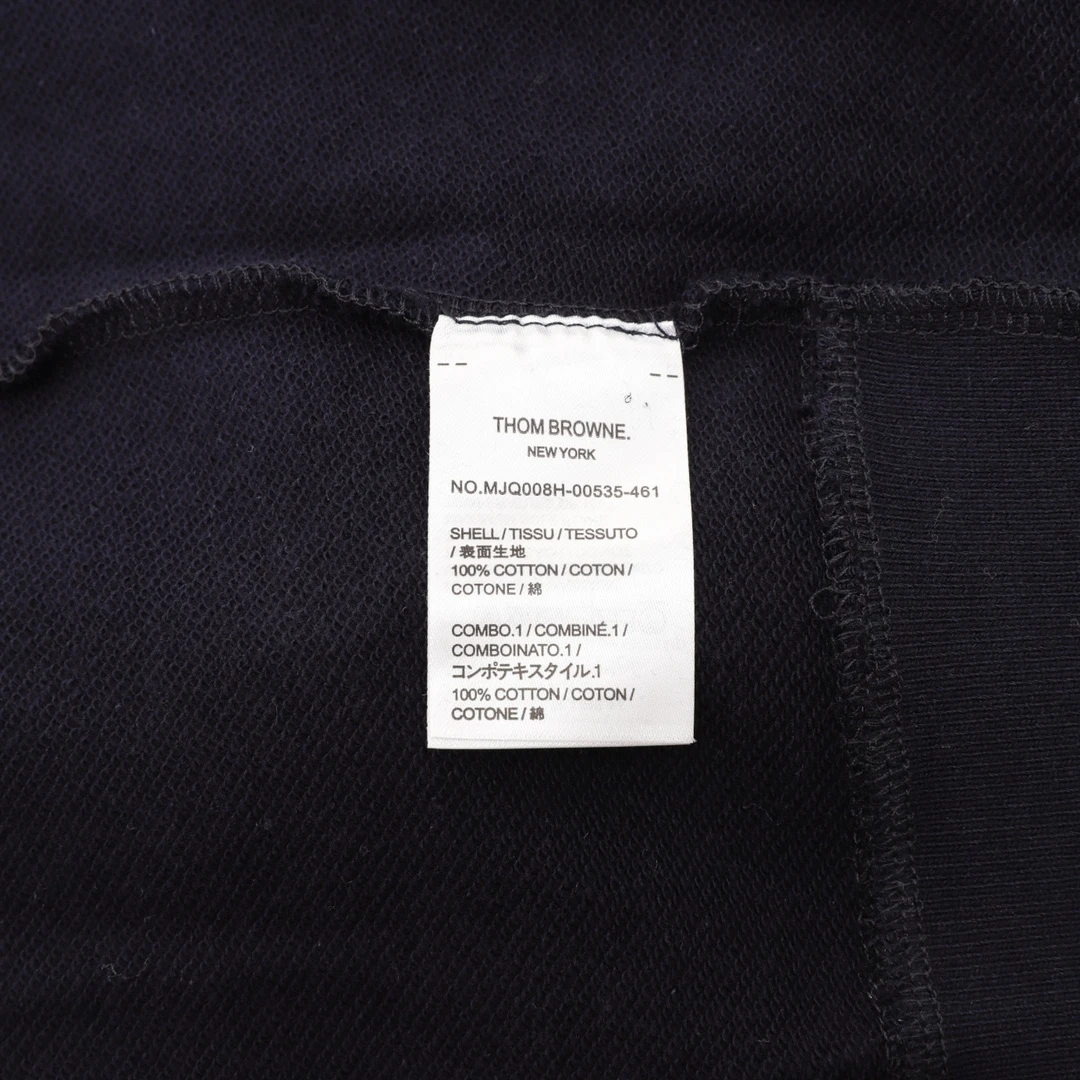 THOM BROWNE.
NEW YORK
NO.MJQ008H-00535-461
SHELL / TISSU / TESSUTO
/ 表面生地
100% COTTON / COTON /
COTONE / 綿
COMBO.1 / COMBINÉ.1 /
COMBOINATO.1 /
コンポテキスタイル.1
100% COTTON / COTON /
COTONE / 綿